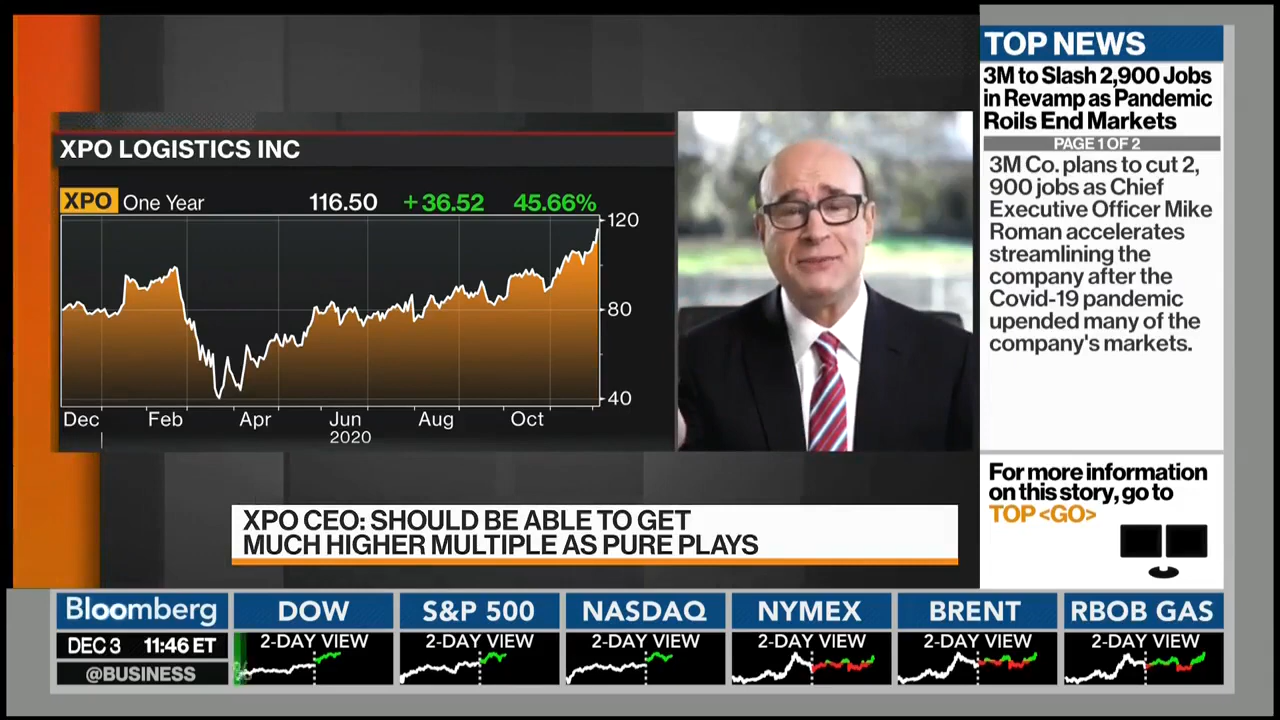 XPO LOGISTICS INC
XPO One Year 116.50 +36.52 45.66%
120
80
40
Dec Feb Apr Jun Aug Oct
2020
XPO CEO: SHOULD BE ABLE TO GET
MUCH HIGHER MULTIPLE AS PURE PLAYS
TOP NEWS
3M to Slash 2,900 Jobs
in Revamp as Pandemic
Roils End Markets
PAGE 1 OF 2
3M Co. plans to cut 2,
900 jobs as Chief
Executive Officer Mike
Roman accelerates
streamlining the
company after the
Covid-19 pandemic
upended many of the
company's markets.
For more information
on this story, go to
TOP <GO>
Bloomberg
DEC 3 11:46 ET
@BUSINESS
DOW
2-DAY VIEW
S&P 500
2-DAY VIEW
NASDAQ
2-DAY VIEW
NYMEX
2-DAY VIEW
BRENT
2-DAY VIEW
RBOB GAS
2-DAY VIEW